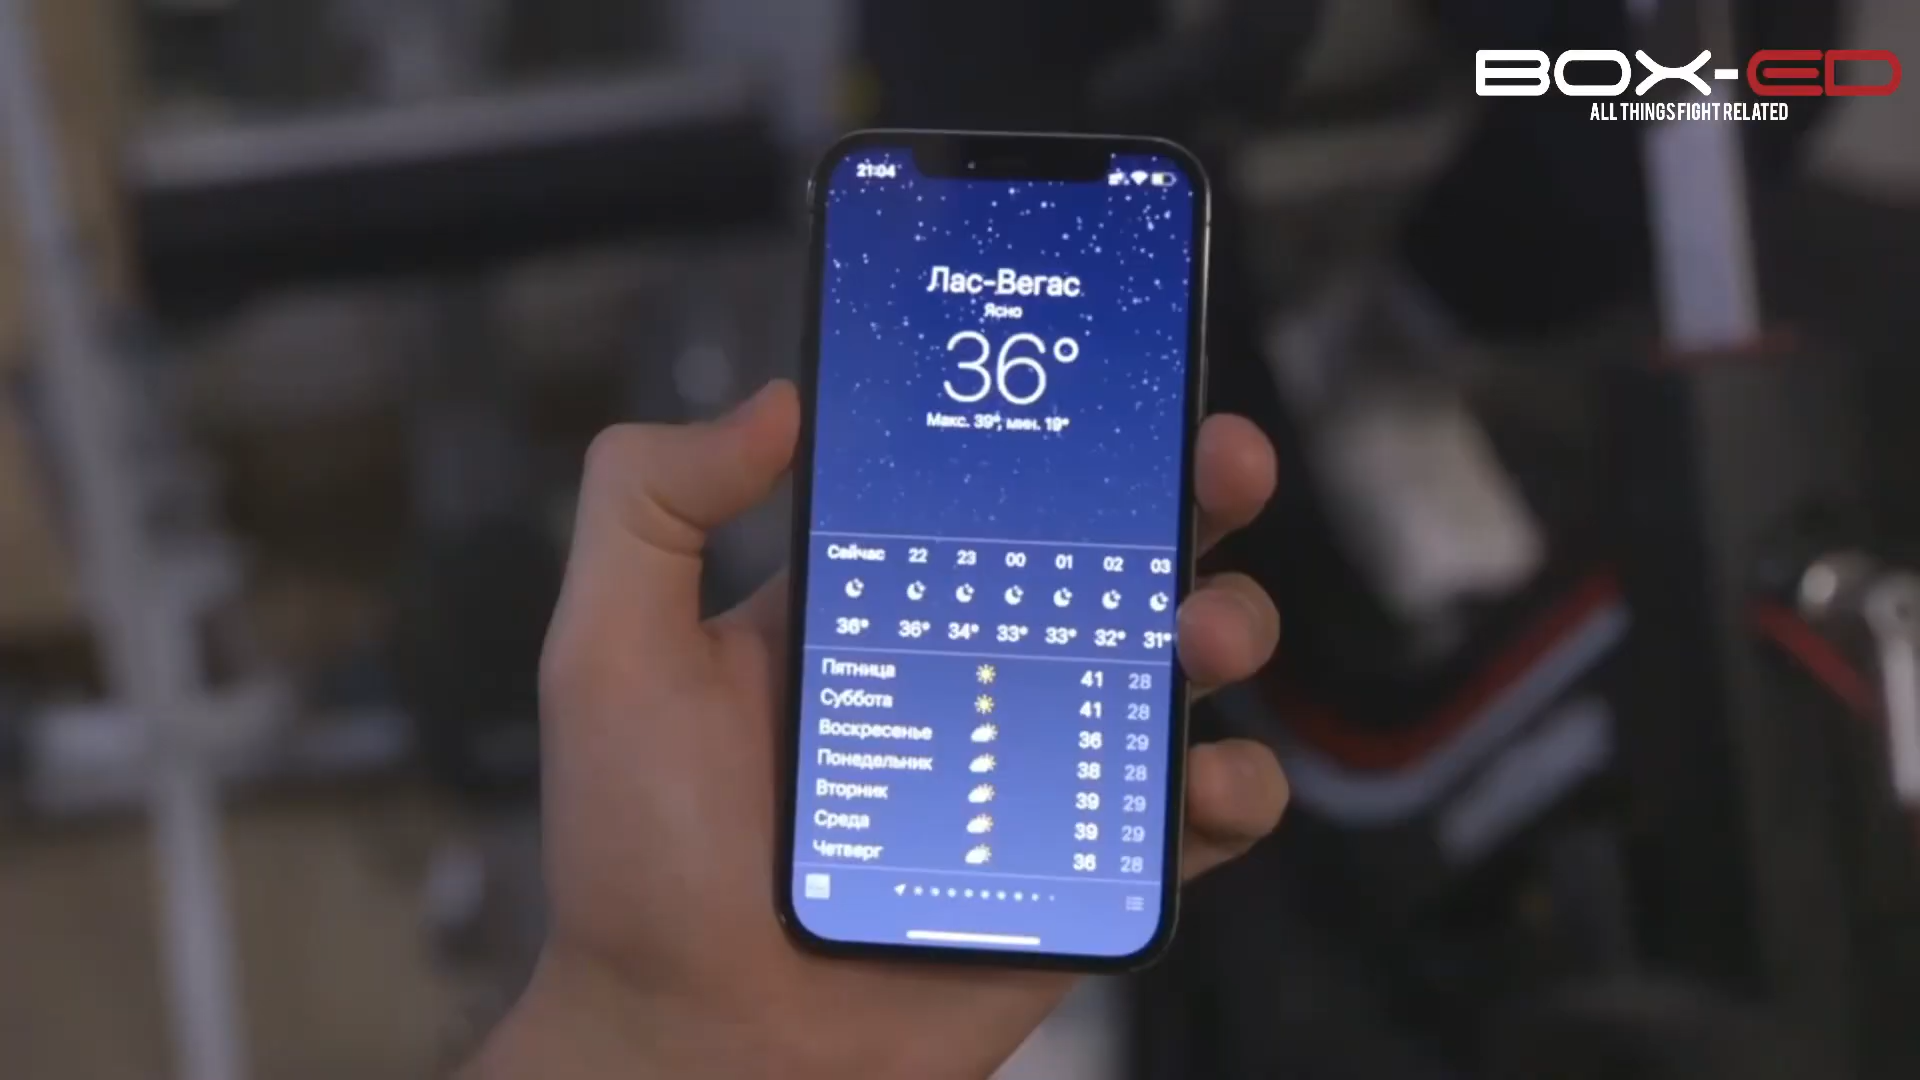 BOX-ED
ALL THINGS FIGHT RELATED
21:04
Лас-Вегас
Ясно
36°
Макс. 39°, мин. 19°
Сейчас 22 23 00 01 02 03
36° 36° 34° 33° 33° 32° 31°
Пятница 41 28
Суббота 41 28
Воскресенье 36 29
Понедельник 38 28
Вторник 39 29
Среда 39 29
Четверг 36 28